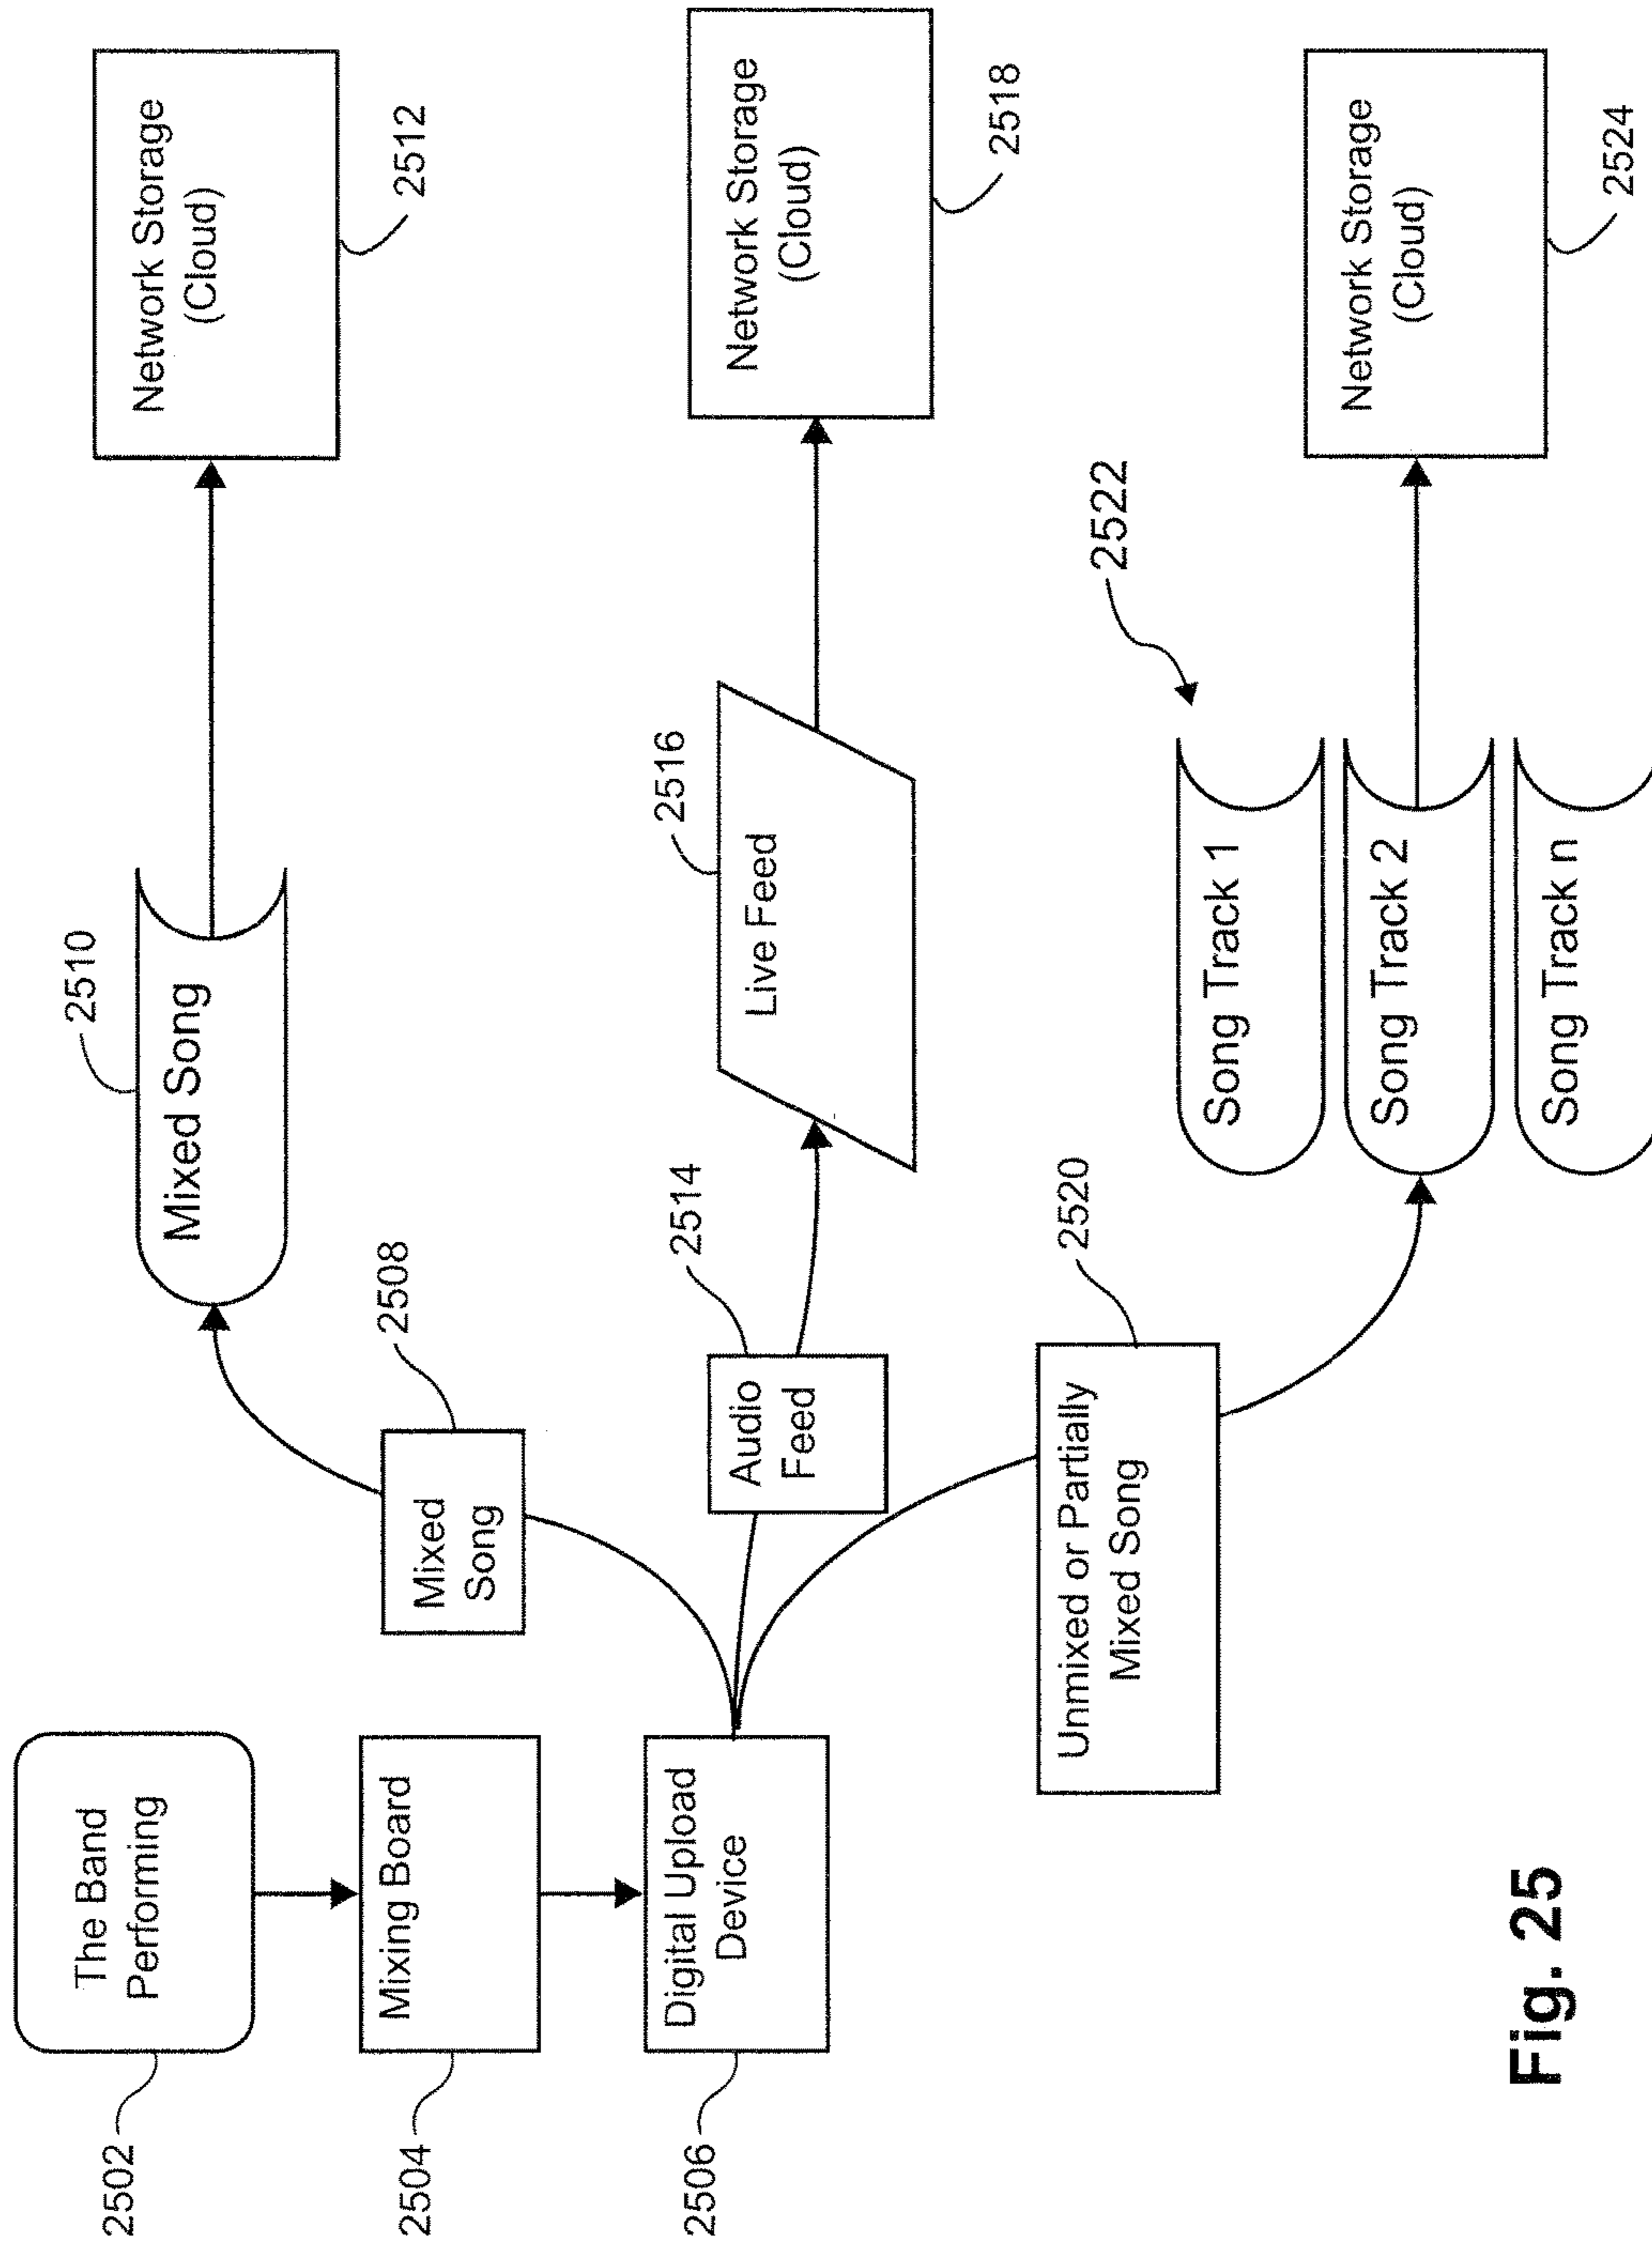 2502
The Band
Performing
2504
Mixing Board
2506
Digital Upload
Device
2508
Mixed
Song
2510
Mixed Song
Network Storage
(Cloud)
2512
2514
Audio
Feed
2516
Live Feed
Network Storage
(Cloud)
2518
2520
Unmixed or Partially
Mixed Song
2522
Song Track 1
Song Track 2
Song Track n
Network Storage
(Cloud)
2524
Fig. 25